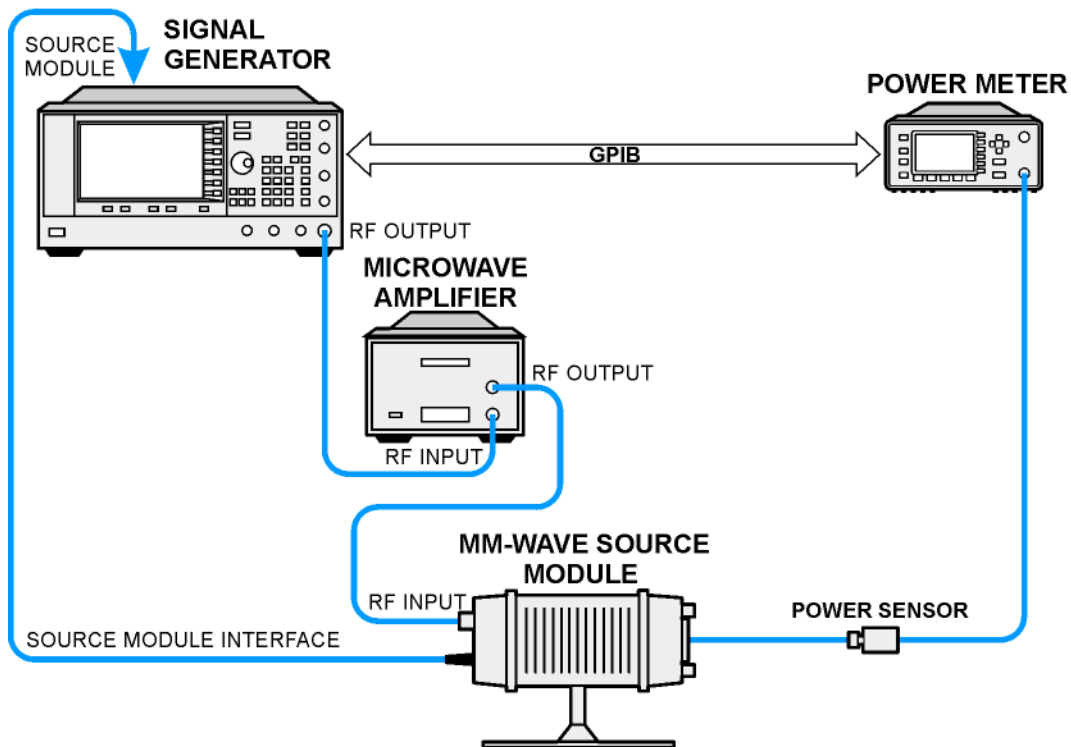 SOURCE
MODULE
SIGNAL
GENERATOR
POWER METER
GPIB
RF OUTPUT
MICROWAVE
AMPLIFIER
RF OUTPUT
RF INPUT
MM-WAVE SOURCE
MODULE
RF INPUT
POWER SENSOR
SOURCE MODULE INTERFACE